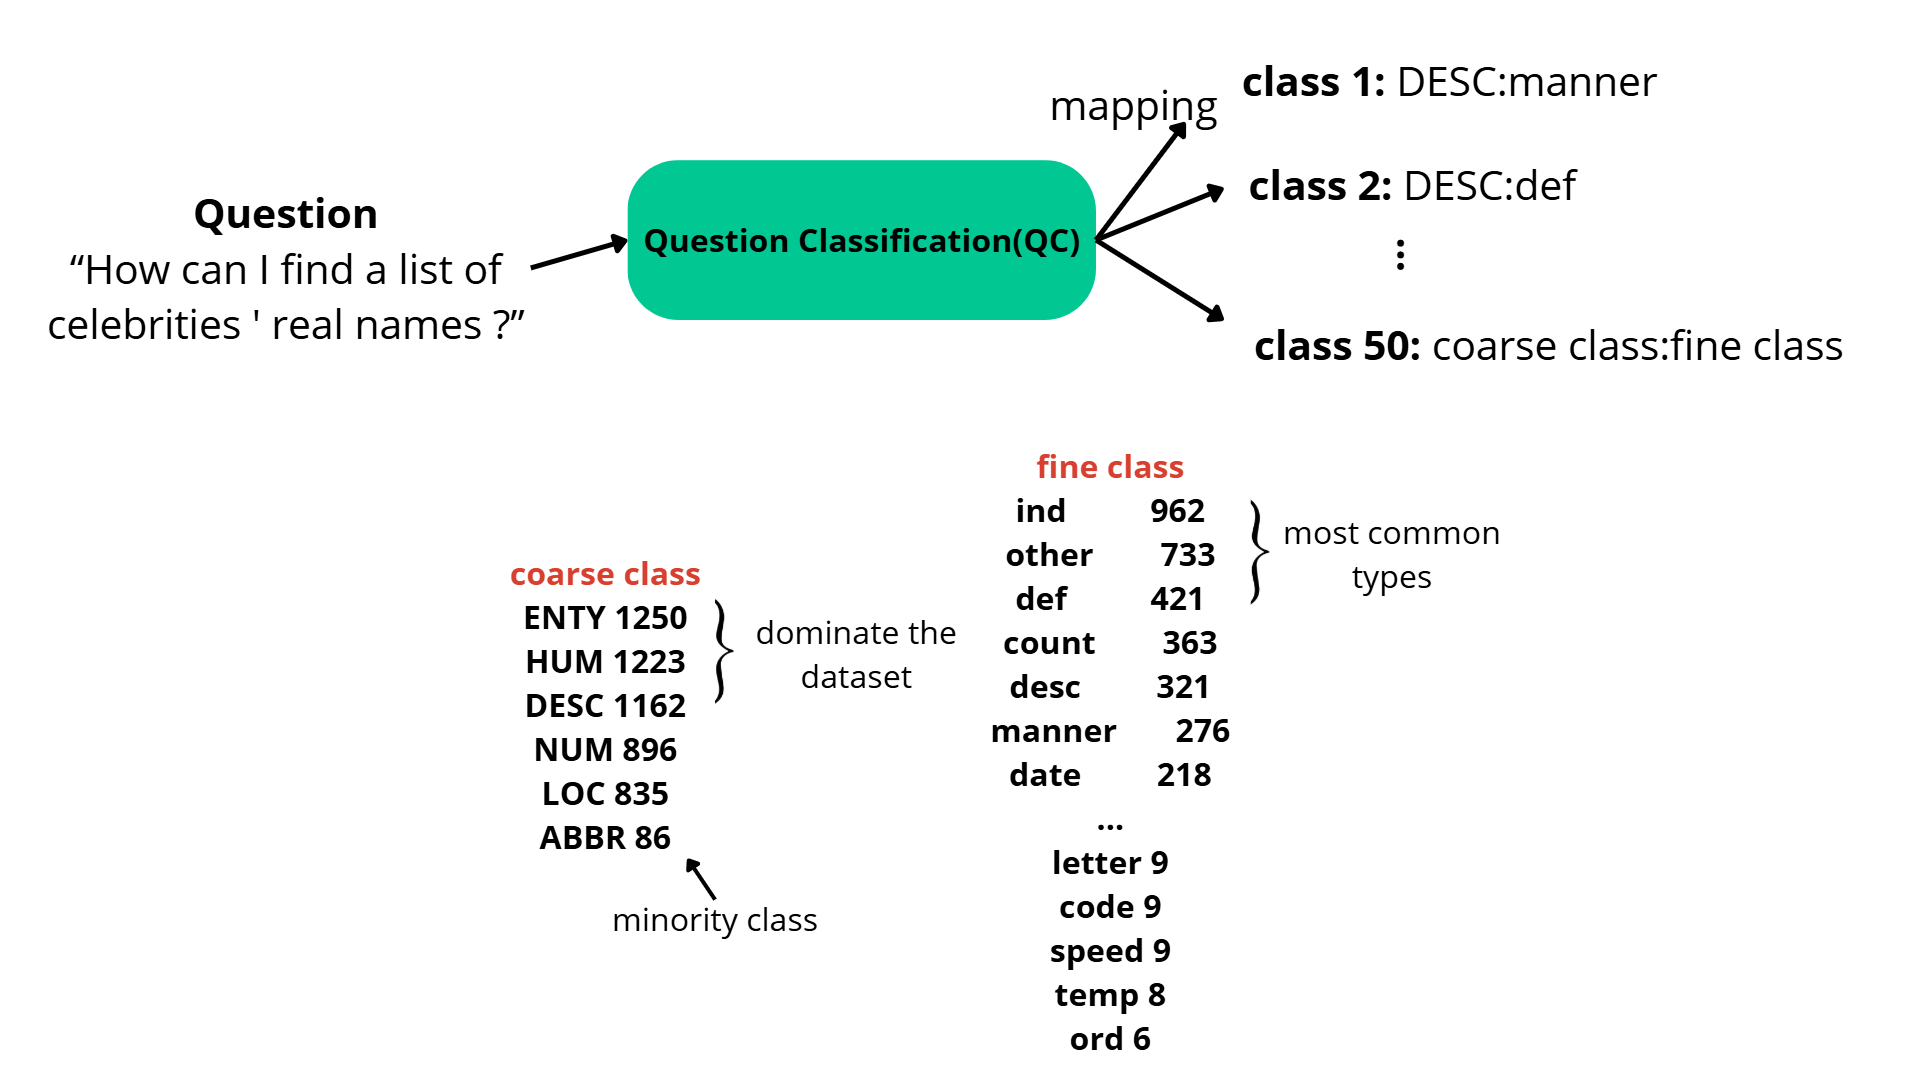 Question
“How can I find a list of
celebrities ' real names ?”
Question Classification(QC)
mapping
class 1: DESC:manner
class 2: DESC:def
⋮
class 50: coarse class:fine class
coarse class
ENTY 1250
HUM 1223
DESC 1162
NUM 896
LOC 835
ABBR 86
dominate the
dataset
minority class
fine class
ind 962
other 733
def 421
count 363
desc 321
manner 276
date 218
...
letter 9
code 9
speed 9
temp 8
ord 6
most common
types